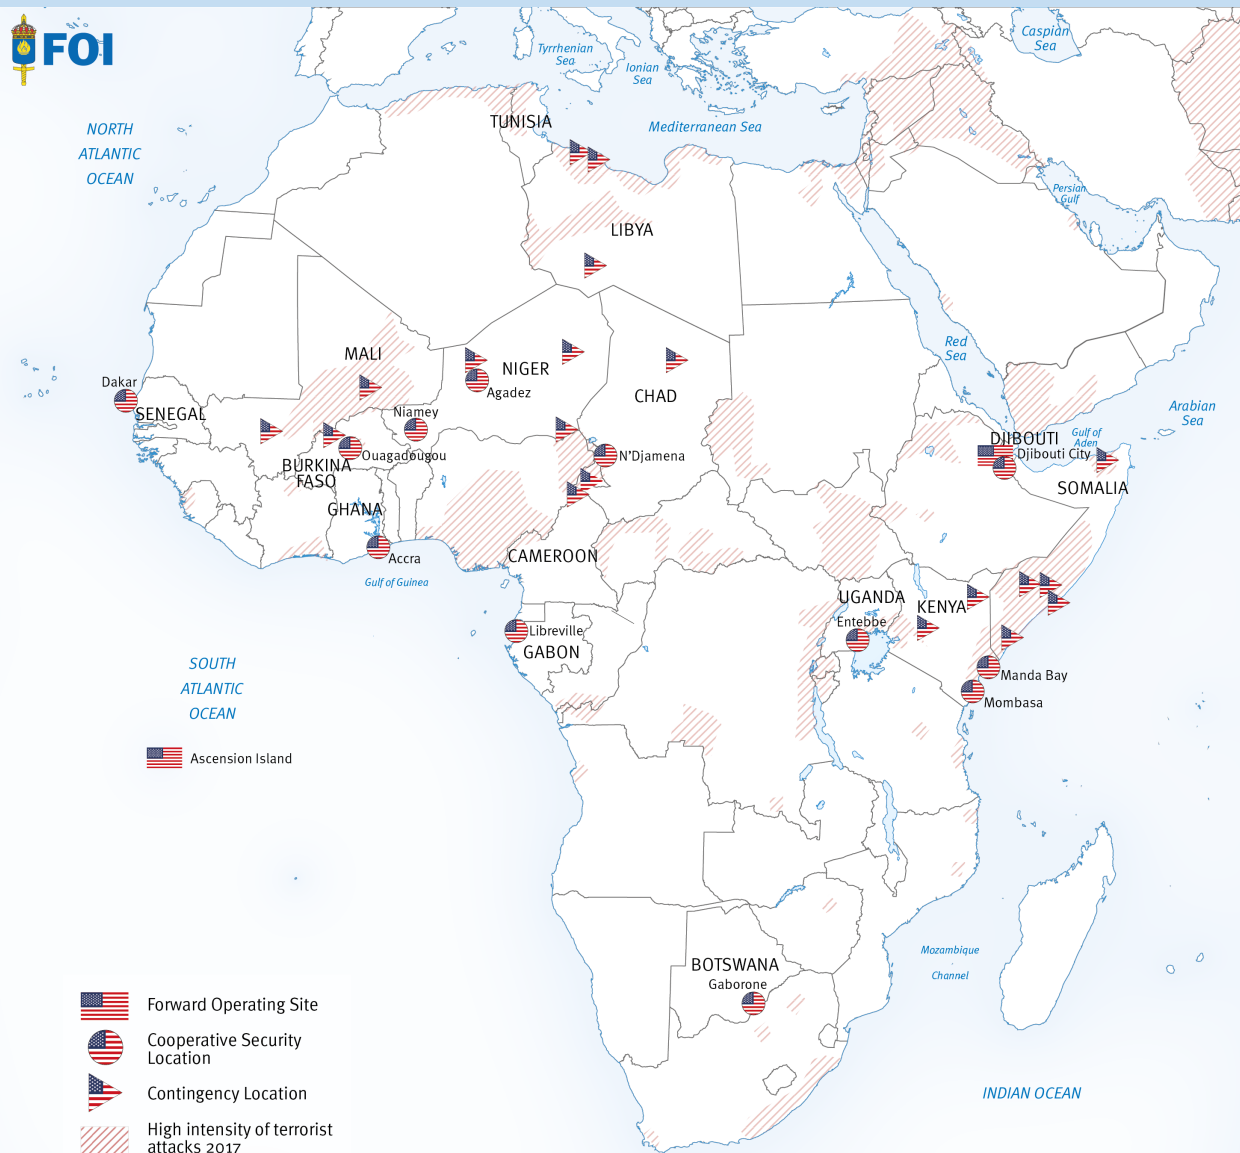 FOI
Caspian
Sea
Tyrrhenian
Sea
Ionian
Sea
Mediterranean Sea
TUNISIA
NORTH
ATLANTIC
OCEAN
Persian
Gulf
LIBYA
Red
Sea
MALI
NIGER
Agadez
CHAD
Dakar
SENEGAL
Niamey
Arabian
Sea
Gulf of
Aden
DJIBOUTI
Djibouti City
Ouagadougou
N'Djamena
BURKINA
FASO
SOMALIA
GHANA
Accra
CAMEROON
Gulf of Guinea
UGANDA
KENYA
Entebbe
Libreville
GABON
Manda Bay
Mombasa
SOUTH
ATLANTIC
OCEAN
Ascension Island
Mozambique
Channel
BOTSWANA
Gaborone
INDIAN OCEAN
Forward Operating Site
Cooperative Security
Location
Contingency Location
High intensity of terrorist
attacks 2017